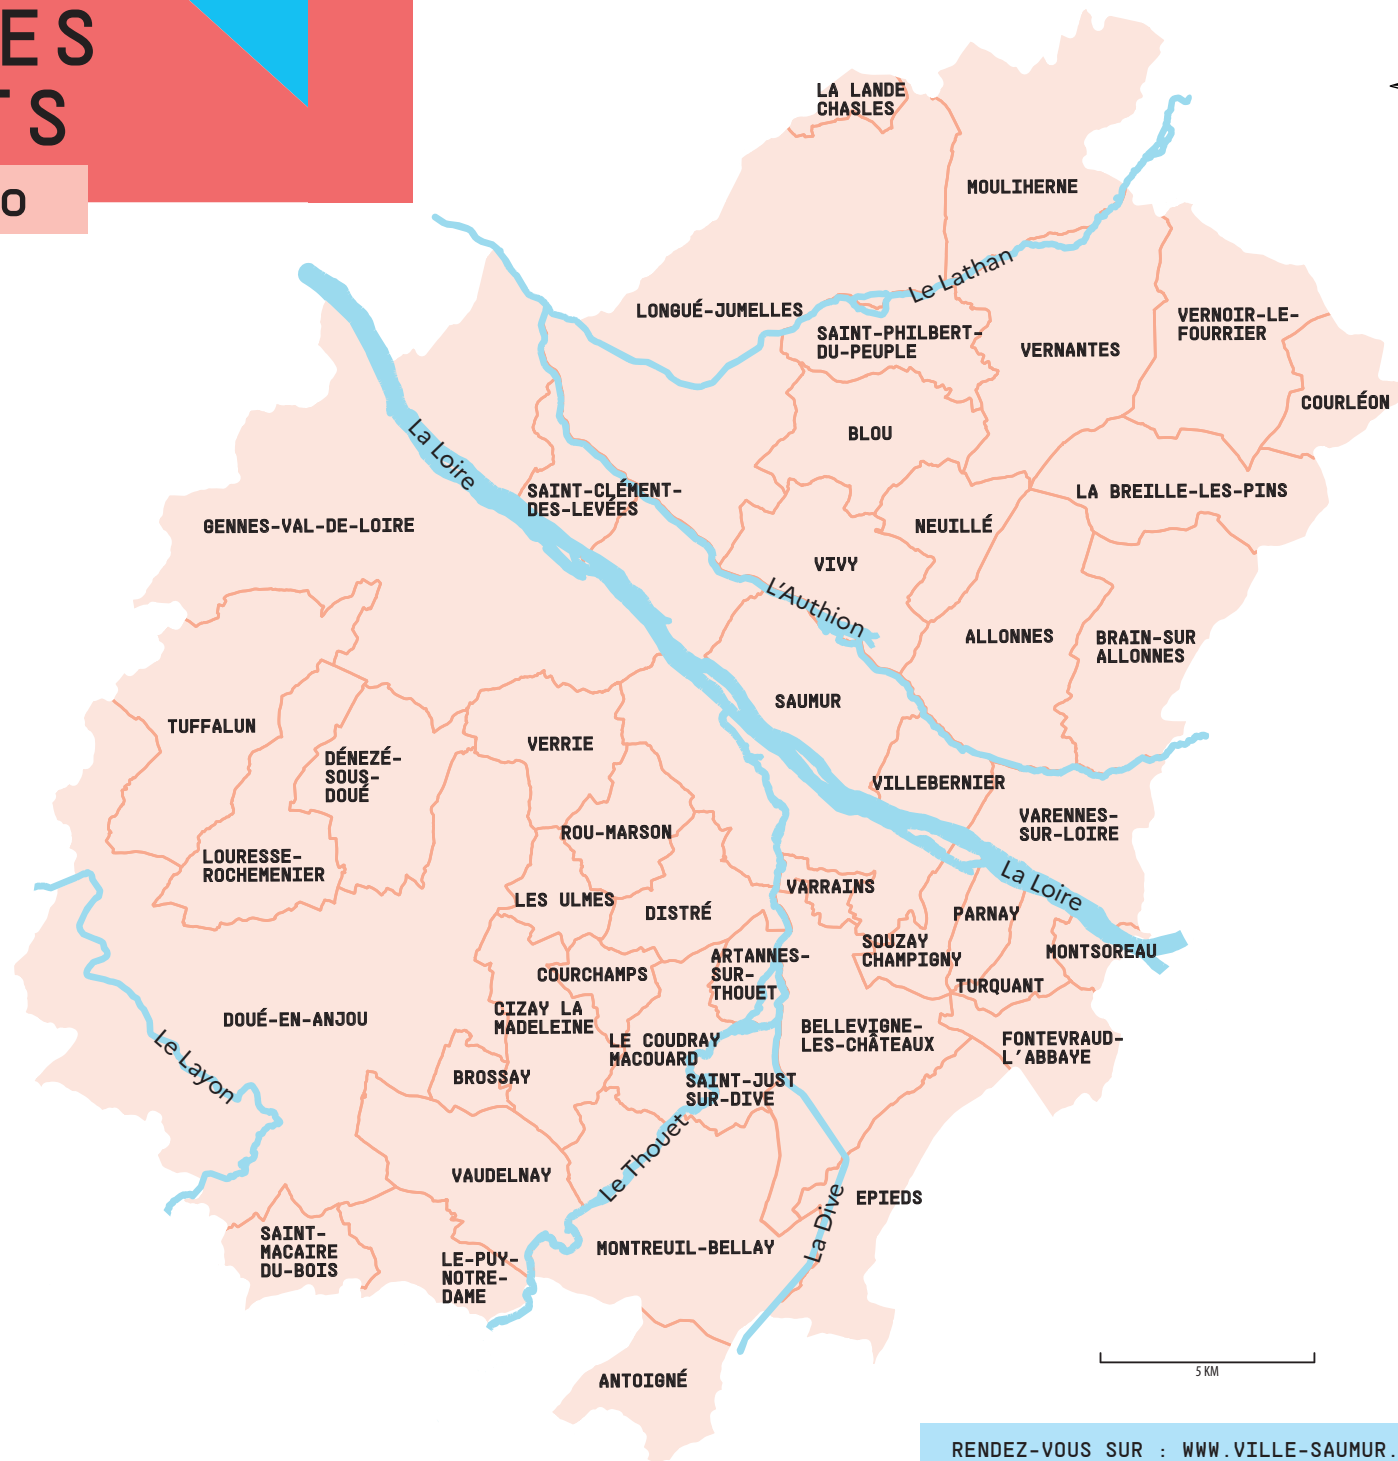 ES
S
O
LA LANDE
CHASLES
MOULIHERNE
Le Lathan
LONGUÉ-JUMELLES
SAINT-PHILBERT-
DU-PEUPLE
VERNANTES
VERNOIR-LE-
FOURRIER
COURLÉON
BLOU
La Loire
SAINT-CLÉMENT-
DES-LEVÉES
LA BREILLE-LES-PINS
GENNES-VAL-DE-LOIRE
NEUILLÉ
VIVY
L'Authion
ALLONNES
BRAIN-SUR
ALLONNES
SAUMUR
TUFFALUN
VERRIE
DÉNEZÉ-
SOUS-
DOUÉ
VILLEBERNIER
VARENNES-
SUR-LOIRE
ROU-MARSON
LOURESSE-
ROCHEMENIER
La Loire
VARRAINS
LES ULMES
DISTRÉ
PARNAY
SOUZAY
CHAMPIGNY
MONTSOREAU
ARTANNES-
SUR-
THOUET
COURCHAMPS
TURQUANT
CIZAY LA
MADELEINE
DOUÉ-EN-ANJOU
BELLEVIGNE-
LES-CHÂTEAUX
LE COUDRAY
MACOUARD
FONTEVRAUD-
L'ABBAYE
Le Layon
BROSSAY
SAINT-JUST
SUR-DIVE
Le Thouet
VAUDELNAY
EPIEDS
La Dive
SAINT-
MACAIRE
DU-BOIS
MONTREUIL-BELLAY
LE-PUY-
NOTRE-
DAME
ANTOIGNÉ
5 KM
RENDEZ-VOUS SUR : WWW.VILLE-SAUMUR.